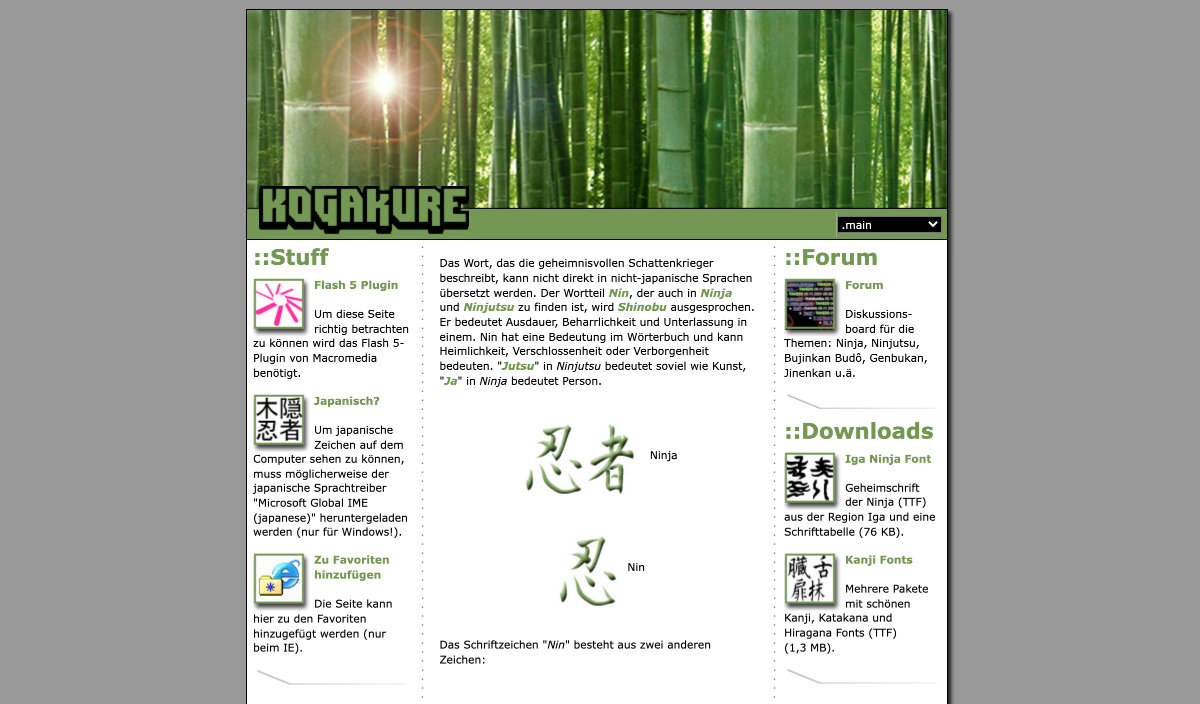 KOGAKURE
.main
::Stuff
Flash 5 Plugin
Um diese Seite
richtig betrachten
zu können wird das Flash 5-
Plugin von Macromedia
benötigt.
木隠
忍者
Japanisch?
Um japanische
Zeichen auf dem
Computer sehen zu können,
muss möglicherweise der
japanische Sprachtreiber
"Microsoft Global IME
(japanese)" heruntergeladen
werden (nur für Windows!).
Zu Favoriten
hinzufügen
Die Seite kann
hier zu den Favoriten
hinzugefügt werden (nur
beim IE).
Das Wort, das die geheimnisvollen Schattenkrieger
beschreibt, kann nicht direkt in nicht-japanische Sprachen
übersetzt werden. Der Wortteil Nin, der auch in Ninja
und Ninjutsu zu finden ist, wird Shinobu ausgesprochen.
Er bedeutet Ausdauer, Beharrlichkeit und Unterlassung in
einem. Nin hat eine Bedeutung im Wörterbuch und kann
Heimlichkeit, Verschlossenheit oder Verborgenheit
bedeuten. "Jutsu" in Ninjutsu bedeutet soviel wie Kunst,
"Ja" in Ninja bedeutet Person.
忍者 Ninja
忍 Nin
Das Schriftzeichen "Nin" besteht aus zwei anderen
Zeichen:
::Forum
Forum
Diskussions-
board für die
Themen: Ninja, Ninjutsu,
Bujinkan Budô, Genbukan,
Jinenkan u.ä.
::Downloads
Iga Ninja Font
Geheimschrift
der Ninja (TTF)
aus der Region Iga und eine
Schrifttabelle (76 KB).
臓舌
扉抹
Kanji Fonts
Mehrere Pakete
mit schönen
Kanji, Katakana und
Hiragana Fonts (TTF)
(1,3 MB).